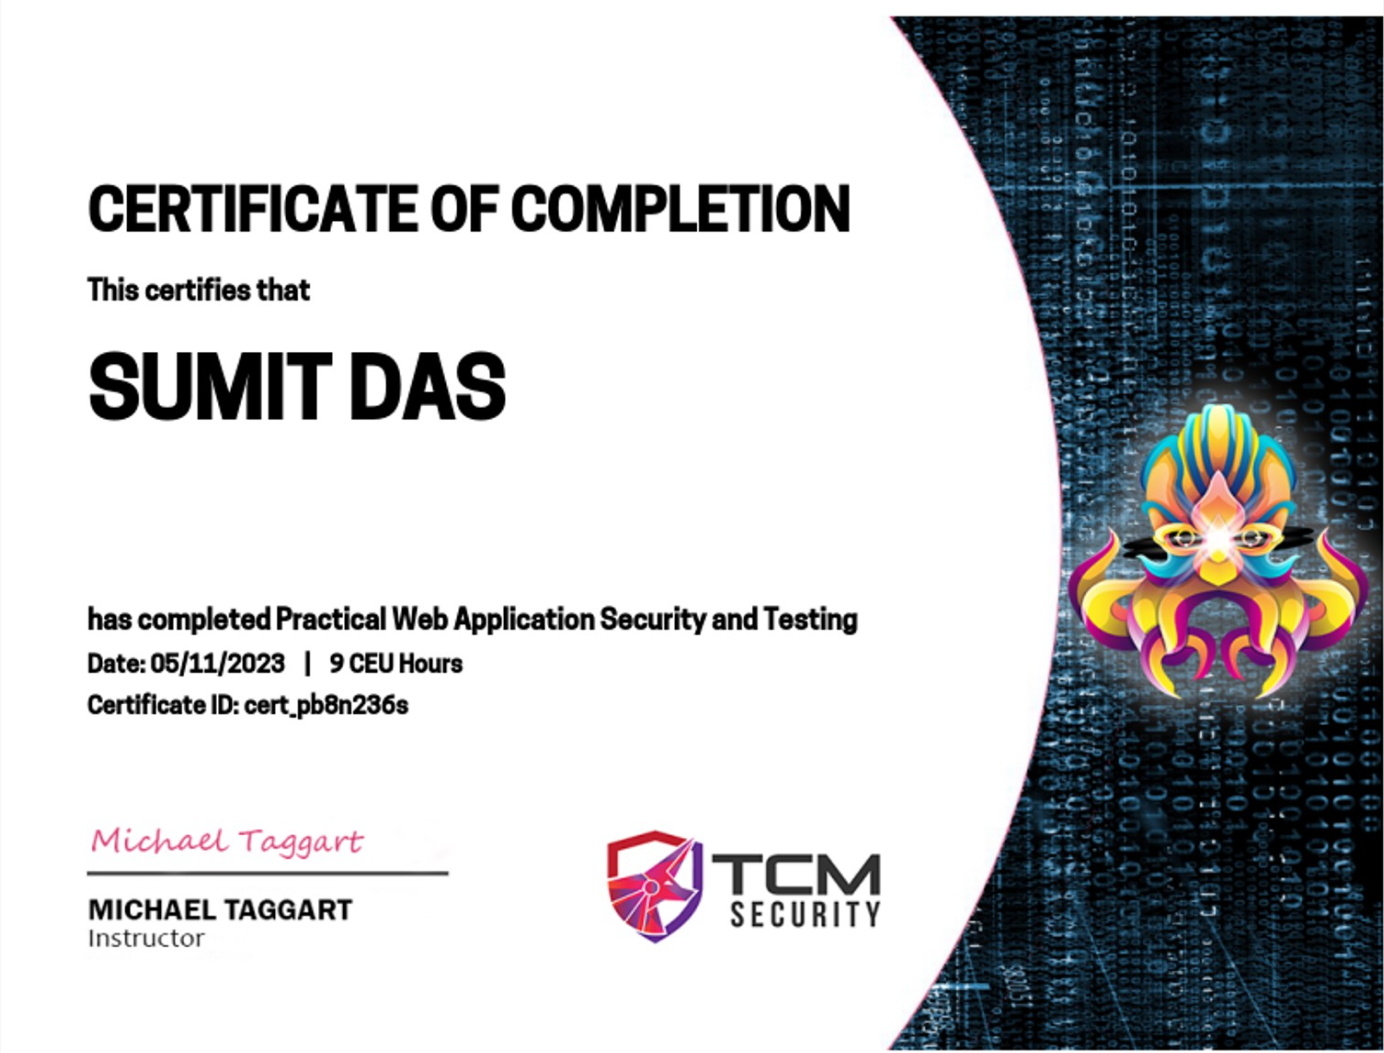 CERTIFICATE OF COMPLETION
This certifies that
SUMIT DAS
has completed Practical Web Application Security and Testing
Date: 05/11/2023 | 9 CEU Hours
Certificate ID: cert_pb8n236s
Michael Taggart
MICHAEL TAGGART
Instructor
TCM
SECURITY